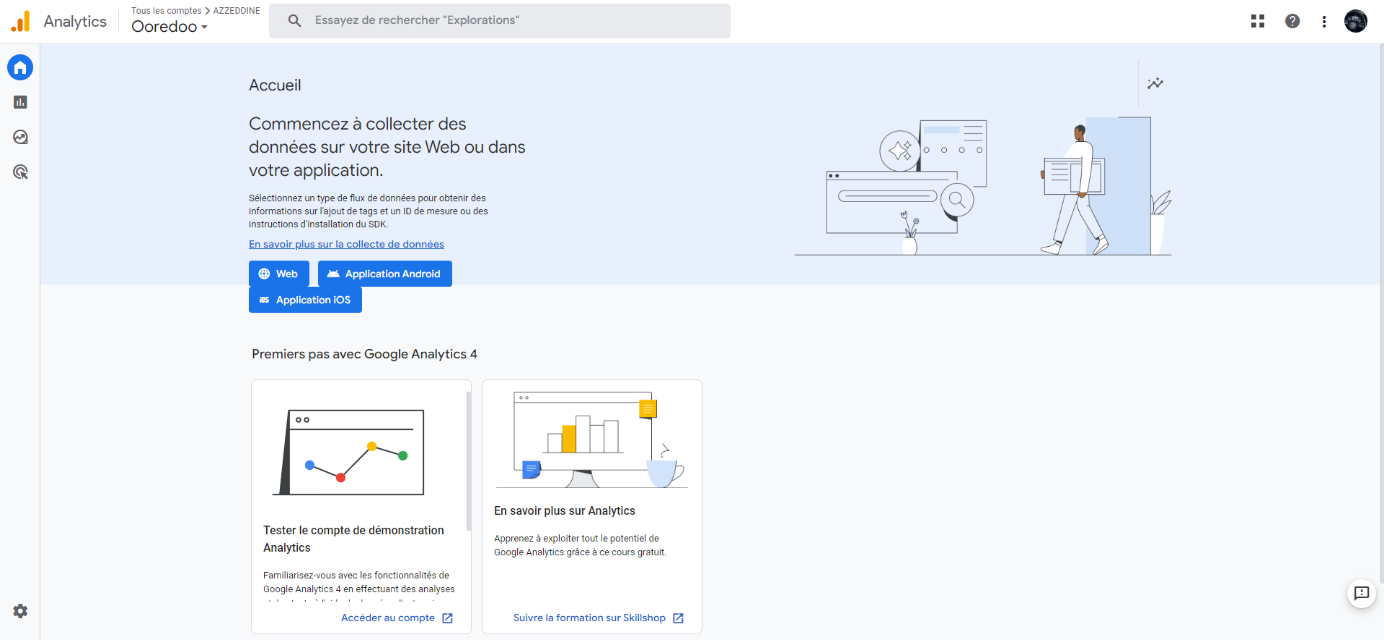 Analytics
Tous les comptes > AZZEDDINE
Ooredoo
Essayez de rechercher "Explorations"
Accueil
Commencez à collecter des
données sur votre site Web ou dans
votre application.
Sélectionnez un type de flux de données pour obtenir des
informations sur l'ajout de tags et un ID de mesure ou des
instructions d'installation du SDK.
En savoir plus sur la collecte de données
Web
Application Android
Application iOS
Premiers pas avec Google Analytics 4
Tester le compte de démonstration
Analytics
Familiarisez-vous avec les fonctionnalités de
Google Analytics 4 en effectuant des analyses
Accéder au compte
En savoir plus sur Analytics
Apprenez à exploiter tout le potentiel de
Google Analytics grâce à ce cours gratuit.
Suivre la formation sur Skillshop